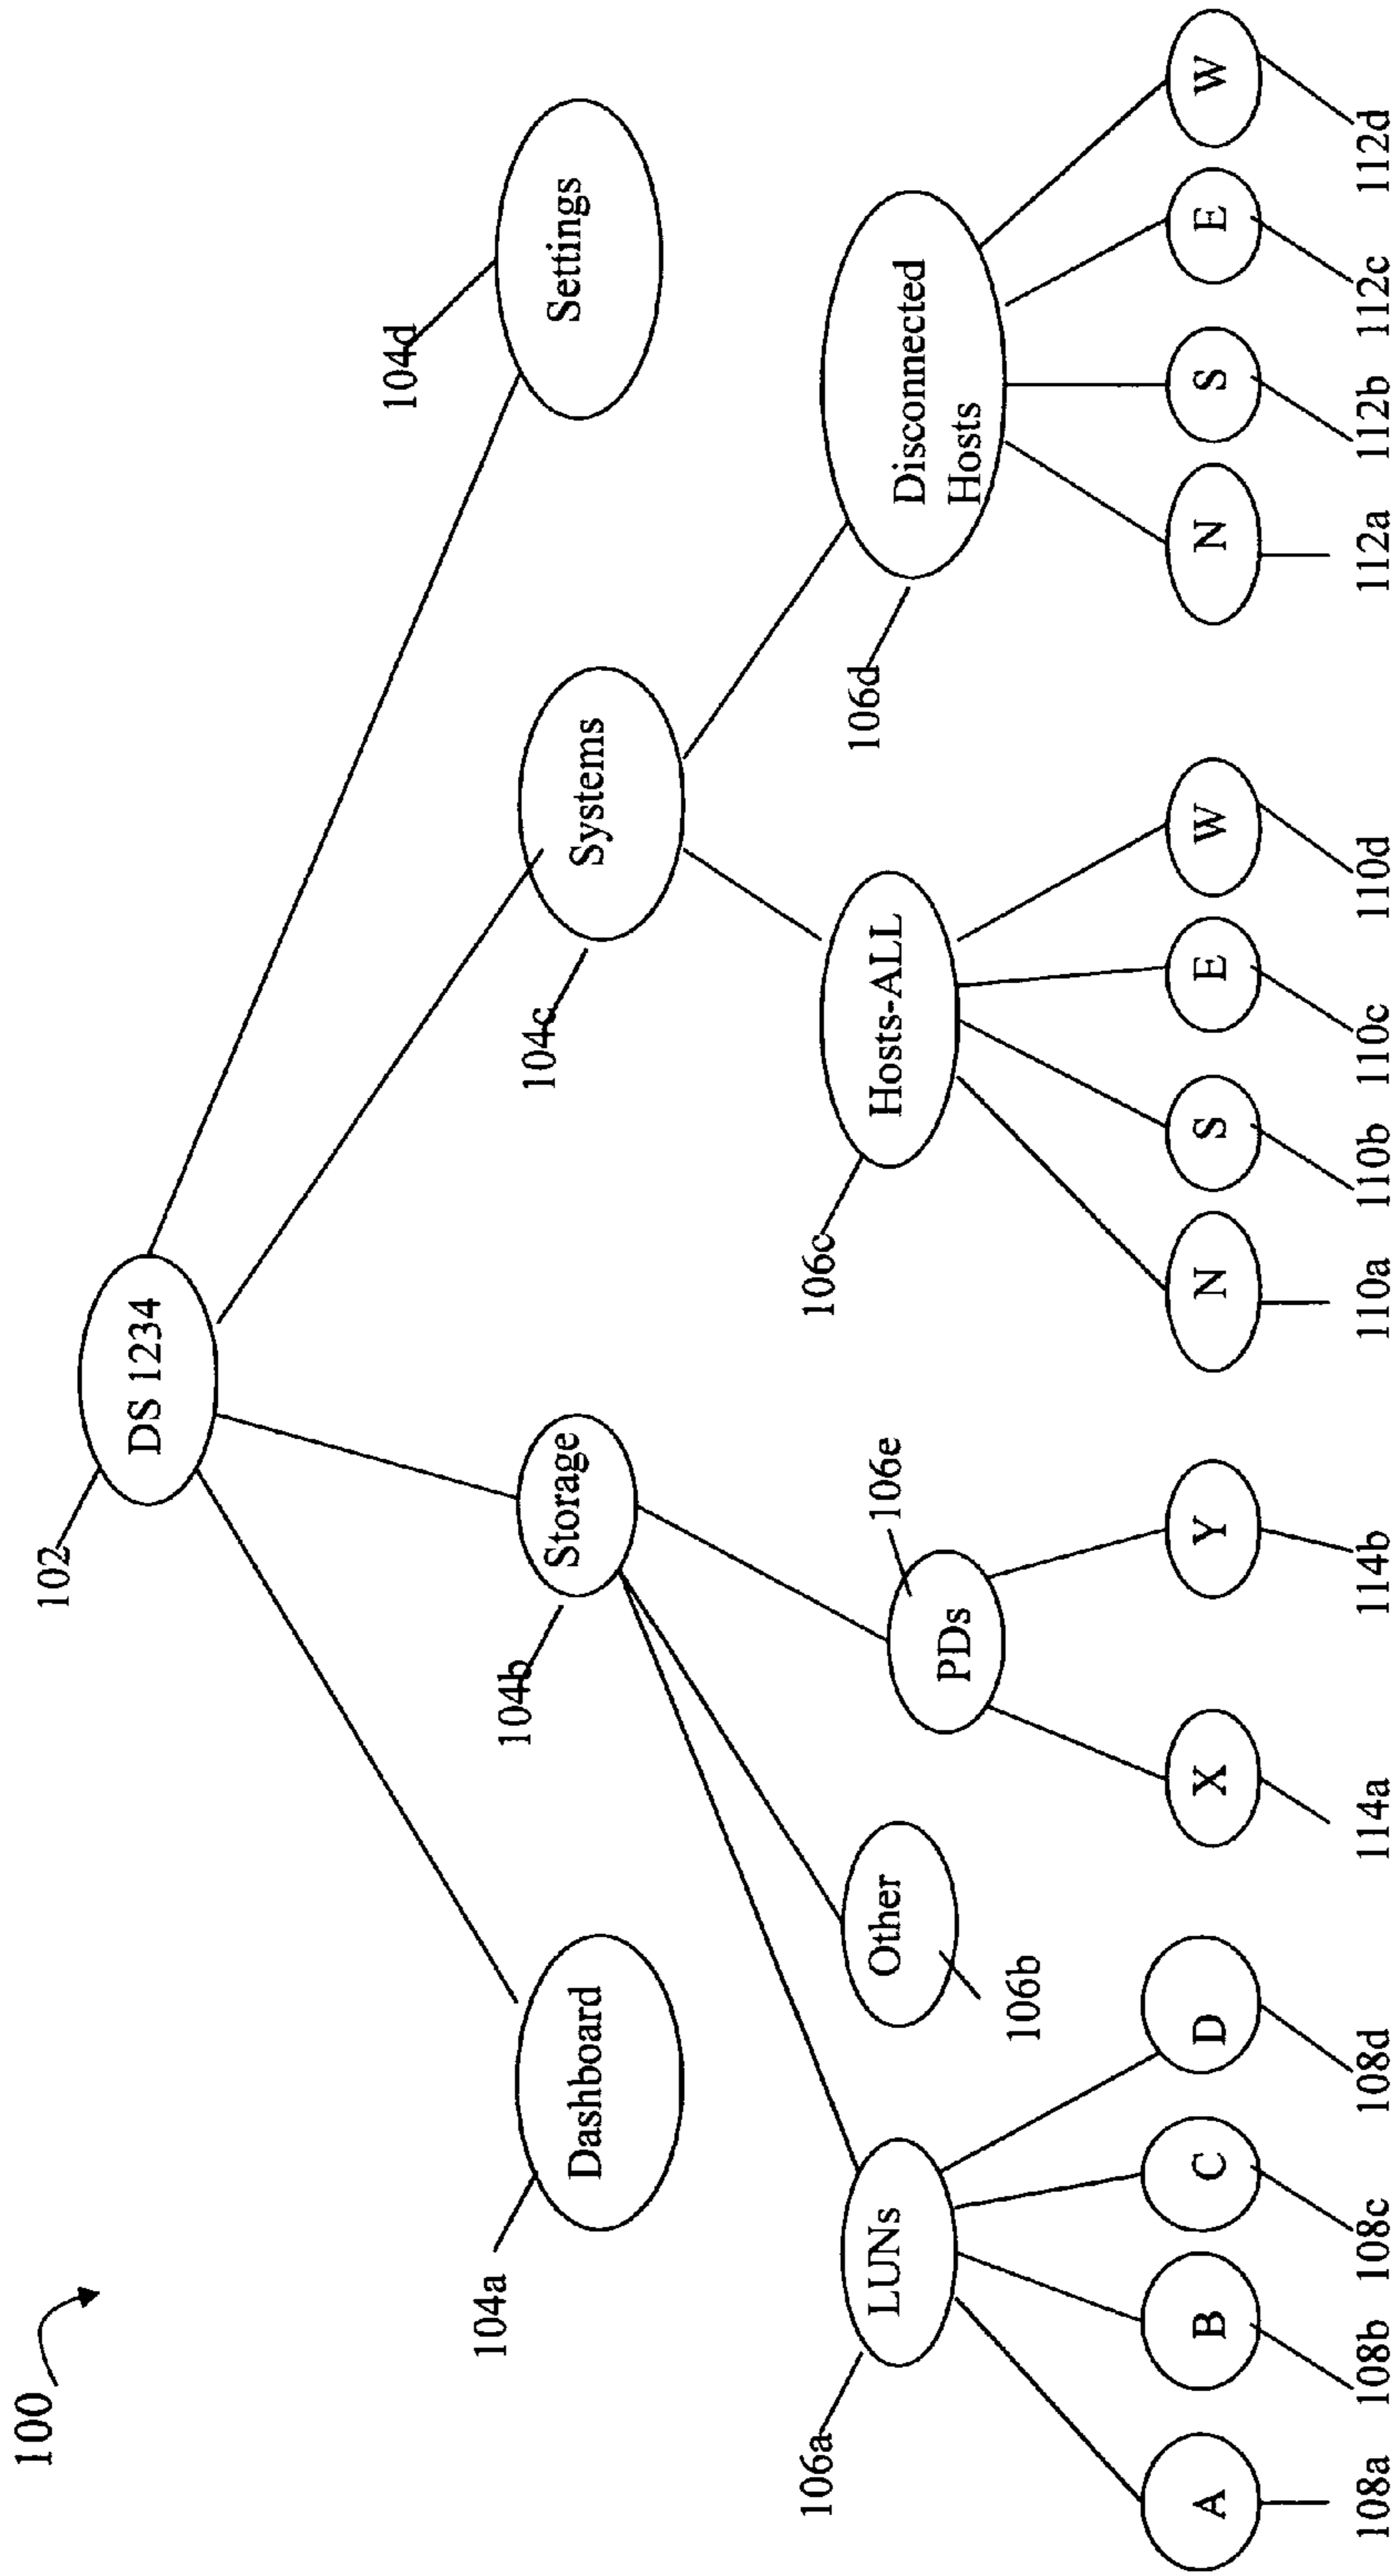 100
102
DS 1234
104a
Dashboard
104b
Storage
104c
Systems
104d
Settings
106a
LUNs
Other
106b
PDs
106e
106c
Hosts-ALL
106d
Disconnected
Hosts
A
B
C
D
X
Y
N
S
E
W
N
S
E
W
108a
108b
108c
108d
114a
114b
110a
110b
110c
110d
112a
112b
112c
112d